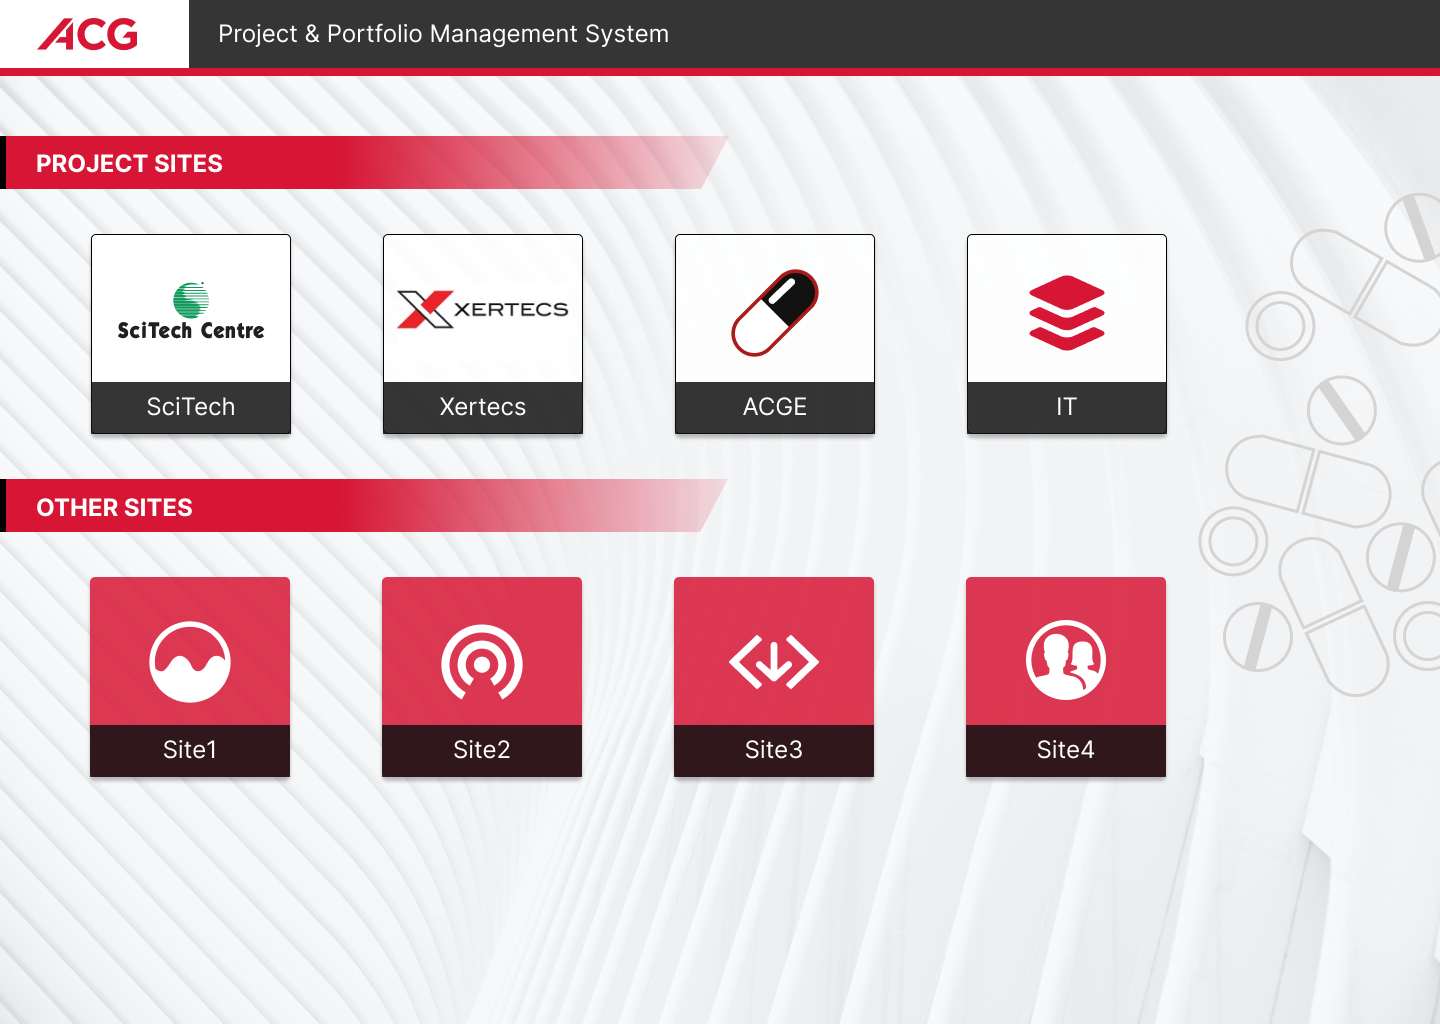 ACG
Project & Portfolio Management System
PROJECT SITES
SciTech Centre
XERTECS
SciTech
Xertecs
ACGE
IT
OTHER SITES
Site1
Site2
Site3
Site4